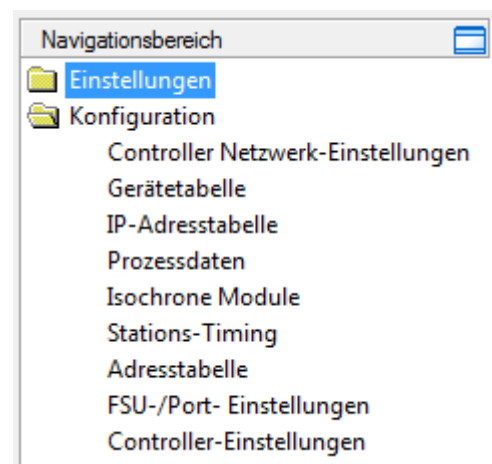 Navigationsbereich
Einstellungen
Konfiguration
Controller Netzwerk-Einstellungen
Gerätetabelle
IP-Adresstabelle
Prozessdaten
Isochrone Module
Stations-Timing
Adresstabelle
FSU-/Port- Einstellungen
Controller-Einstellungen